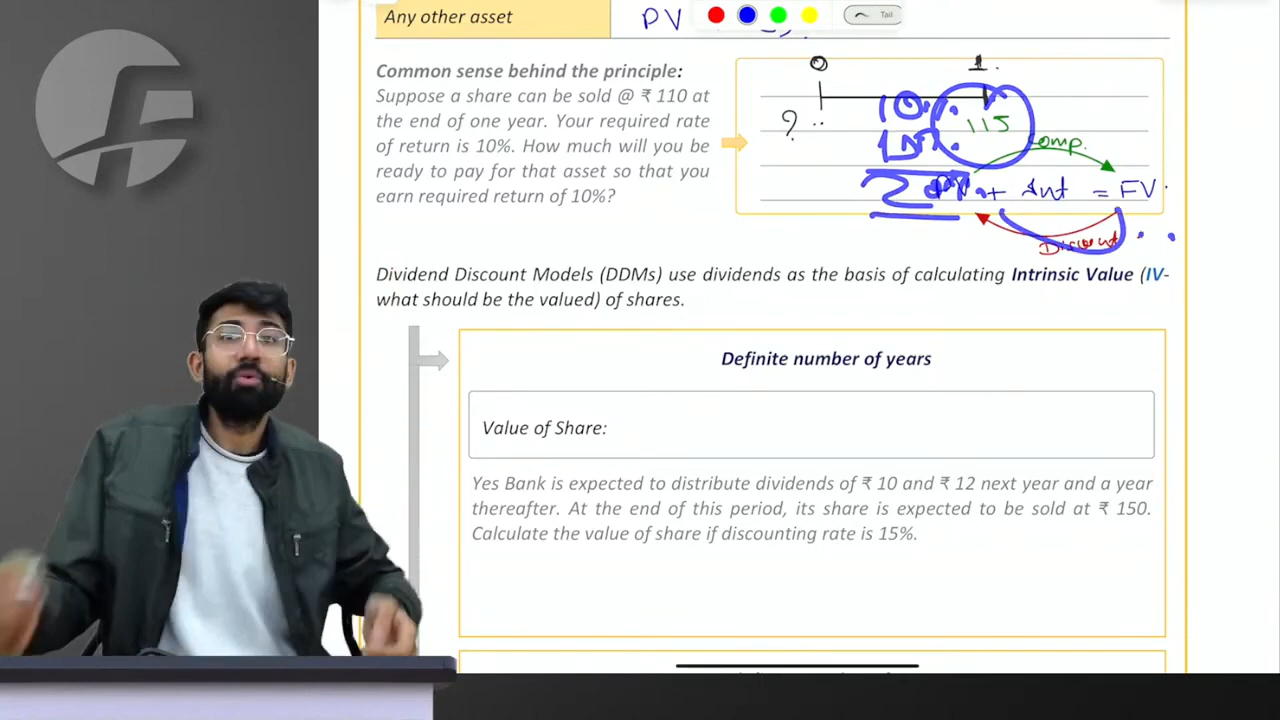 Any other asset
PV
Tail
Common sense behind the principle:
Suppose a share can be sold @ ₹ 110 at
the end of one year. Your required rate
of return is 10%. How much will you be
ready to pay for that asset so that you
earn required return of 10%?
0 1
?
115
Comp.
+ Int = FV
Discount
Dividend Discount Models (DDMs) use dividends as the basis of calculating Intrinsic Value (IV-
what should be the valued) of shares.
Definite number of years
Value of Share:
Yes Bank is expected to distribute dividends of ₹ 10 and ₹ 12 next year and a year
thereafter. At the end of this period, its share is expected to be sold at ₹ 150.
Calculate the value of share if discounting rate is 15%.